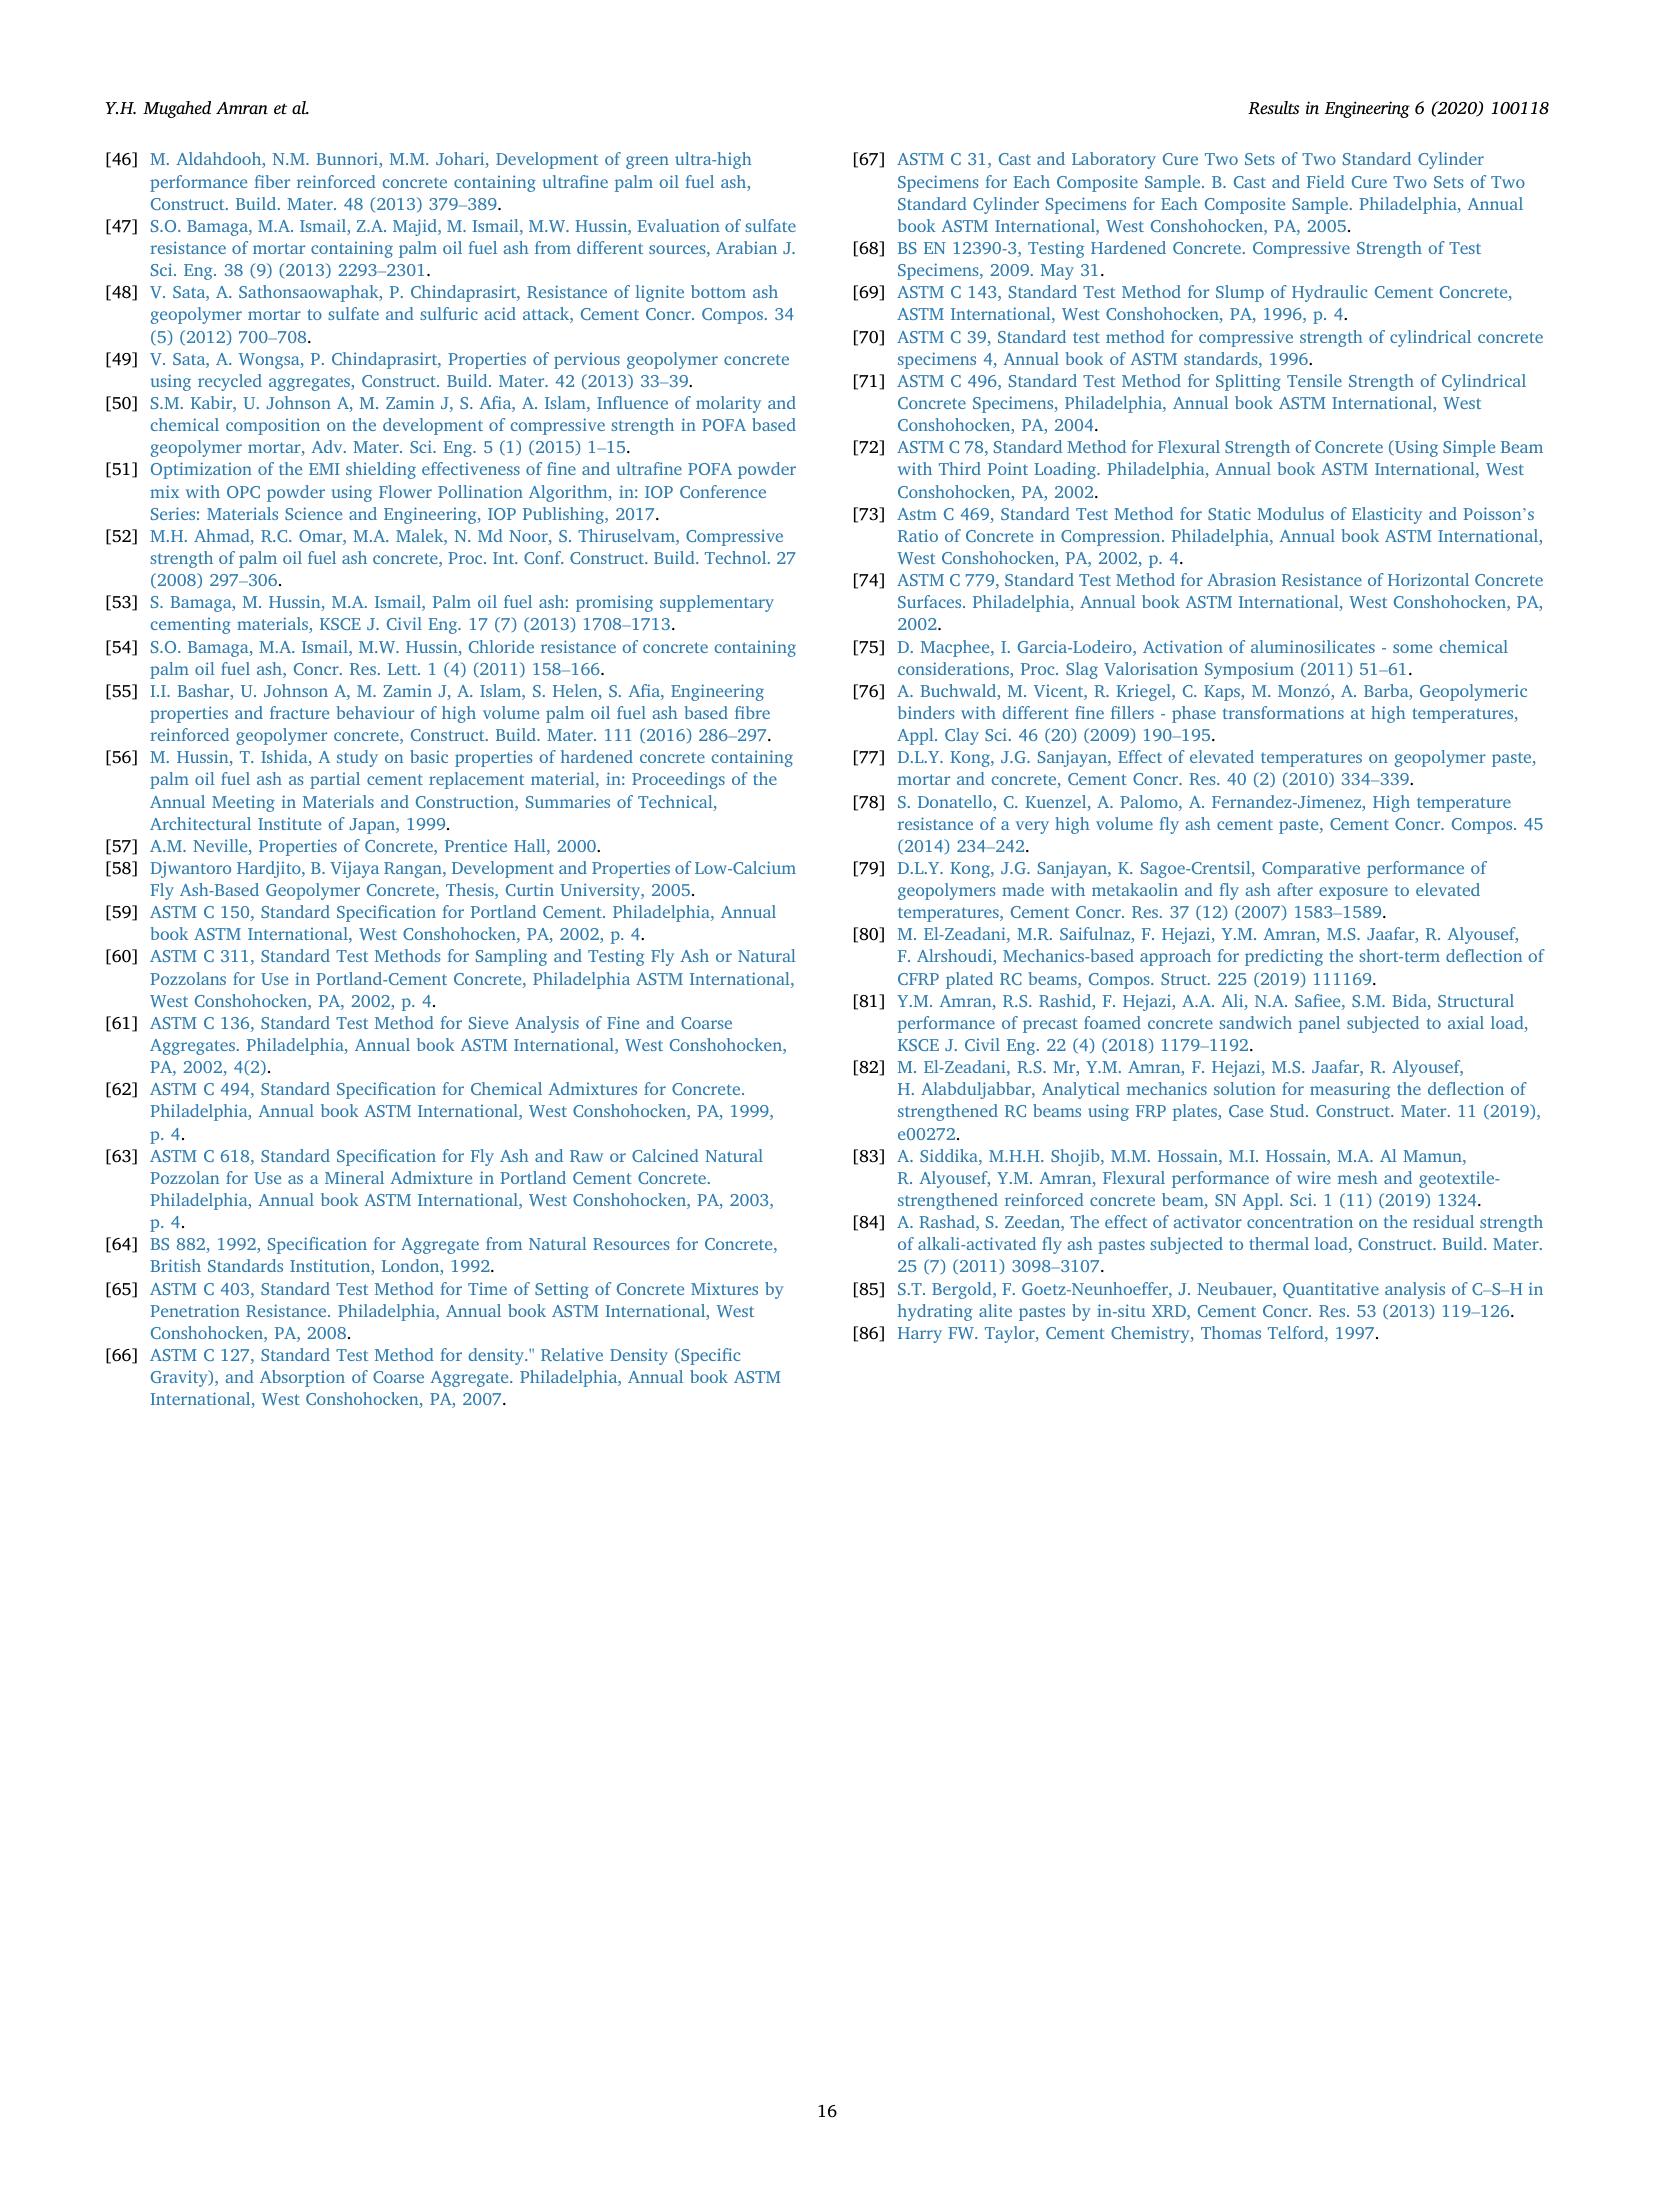 Y.H. Mugahed Amran et al.
Results in Engineering 6 (2020) 100118
[46] M. Aldahdooh, N.M. Bunnori, M.M. Johari, Development of green ultra-high
performance fiber reinforced concrete containing ultrafine palm oil fuel ash,
Construct. Build. Mater. 48 (2013) 379–389.
[47] S.O. Bamaga, M.A. Ismail, Z.A. Majid, M. Ismail, M.W. Hussin, Evaluation of sulfate
resistance of mortar containing palm oil fuel ash from different sources, Arabian J.
Sci. Eng. 38 (9) (2013) 2293–2301.
[48] V. Sata, A. Sathonsaowaphak, P. Chindaprasirt, Resistance of lignite bottom ash
geopolymer mortar to sulfate and sulfuric acid attack, Cement Concr. Compos. 34
(5) (2012) 700–708.
[49] V. Sata, A. Wongsa, P. Chindaprasirt, Properties of pervious geopolymer concrete
using recycled aggregates, Construct. Build. Mater. 42 (2013) 33–39.
[50] S.M. Kabir, U. Johnson A, M. Zamin J, S. Afia, A. Islam, Influence of molarity and
chemical composition on the development of compressive strength in POFA based
geopolymer mortar, Adv. Mater. Sci. Eng. 5 (1) (2015) 1–15.
[51] Optimization of the EMI shielding effectiveness of fine and ultrafine POFA powder
mix with OPC powder using Flower Pollination Algorithm, in: IOP Conference
Series: Materials Science and Engineering, IOP Publishing, 2017.
[52] M.H. Ahmad, R.C. Omar, M.A. Malek, N. Md Noor, S. Thiruselvam, Compressive
strength of palm oil fuel ash concrete, Proc. Int. Conf. Construct. Build. Technol. 27
(2008) 297–306.
[53] S. Bamaga, M. Hussin, M.A. Ismail, Palm oil fuel ash: promising supplementary
cementing materials, KSCE J. Civil Eng. 17 (7) (2013) 1708–1713.
[54] S.O. Bamaga, M.A. Ismail, M.W. Hussin, Chloride resistance of concrete containing
palm oil fuel ash, Concr. Res. Lett. 1 (4) (2011) 158–166.
[55] I.I. Bashar, U. Johnson A, M. Zamin J, A. Islam, S. Helen, S. Afia, Engineering
properties and fracture behaviour of high volume palm oil fuel ash based fibre
reinforced geopolymer concrete, Construct. Build. Mater. 111 (2016) 286–297.
[56] M. Hussin, T. Ishida, A study on basic properties of hardened concrete containing
palm oil fuel ash as partial cement replacement material, in: Proceedings of the
Annual Meeting in Materials and Construction, Summaries of Technical,
Architectural Institute of Japan, 1999.
[57] A.M. Neville, Properties of Concrete, Prentice Hall, 2000.
[58] Djwantoro Hardjito, B. Vijaya Rangan, Development and Properties of Low-Calcium
Fly Ash-Based Geopolymer Concrete, Thesis, Curtin University, 2005.
[59] ASTM C 150, Standard Specification for Portland Cement. Philadelphia, Annual
book ASTM International, West Conshohocken, PA, 2002, p. 4.
[60] ASTM C 311, Standard Test Methods for Sampling and Testing Fly Ash or Natural
Pozzolans for Use in Portland-Cement Concrete, Philadelphia ASTM International,
West Conshohocken, PA, 2002, p. 4.
[61] ASTM C 136, Standard Test Method for Sieve Analysis of Fine and Coarse
Aggregates. Philadelphia, Annual book ASTM International, West Conshohocken,
PA, 2002, 4(2).
[62] ASTM C 494, Standard Specification for Chemical Admixtures for Concrete.
Philadelphia, Annual book ASTM International, West Conshohocken, PA, 1999,
p. 4.
[63] ASTM C 618, Standard Specification for Fly Ash and Raw or Calcined Natural
Pozzolan for Use as a Mineral Admixture in Portland Cement Concrete.
Philadelphia, Annual book ASTM International, West Conshohocken, PA, 2003,
p. 4.
[64] BS 882, 1992, Specification for Aggregate from Natural Resources for Concrete,
British Standards Institution, London, 1992.
[65] ASTM C 403, Standard Test Method for Time of Setting of Concrete Mixtures by
Penetration Resistance. Philadelphia, Annual book ASTM International, West
Conshohocken, PA, 2008.
[66] ASTM C 127, Standard Test Method for density." Relative Density (Specific
Gravity), and Absorption of Coarse Aggregate. Philadelphia, Annual book ASTM
International, West Conshohocken, PA, 2007.
[67] ASTM C 31, Cast and Laboratory Cure Two Sets of Two Standard Cylinder
Specimens for Each Composite Sample. B. Cast and Field Cure Two Sets of Two
Standard Cylinder Specimens for Each Composite Sample. Philadelphia, Annual
book ASTM International, West Conshohocken, PA, 2005.
[68] BS EN 12390-3, Testing Hardened Concrete. Compressive Strength of Test
Specimens, 2009. May 31.
[69] ASTM C 143, Standard Test Method for Slump of Hydraulic Cement Concrete,
ASTM International, West Conshohocken, PA, 1996, p. 4.
[70] ASTM C 39, Standard test method for compressive strength of cylindrical concrete
specimens 4, Annual book of ASTM standards, 1996.
[71] ASTM C 496, Standard Test Method for Splitting Tensile Strength of Cylindrical
Concrete Specimens, Philadelphia, Annual book ASTM International, West
Conshohocken, PA, 2004.
[72] ASTM C 78, Standard Method for Flexural Strength of Concrete (Using Simple Beam
with Third Point Loading. Philadelphia, Annual book ASTM International, West
Conshohocken, PA, 2002.
[73] Astm C 469, Standard Test Method for Static Modulus of Elasticity and Poisson's
Ratio of Concrete in Compression. Philadelphia, Annual book ASTM International,
West Conshohocken, PA, 2002, p. 4.
[74] ASTM C 779, Standard Test Method for Abrasion Resistance of Horizontal Concrete
Surfaces. Philadelphia, Annual book ASTM International, West Conshohocken, PA,
2002.
[75] D. Macphee, I. Garcia-Lodeiro, Activation of aluminosilicates - some chemical
considerations, Proc. Slag Valorisation Symposium (2011) 51–61.
[76] A. Buchwald, M. Vicent, R. Kriegel, C. Kaps, M. Monzó, A. Barba, Geopolymeric
binders with different fine fillers - phase transformations at high temperatures,
Appl. Clay Sci. 46 (20) (2009) 190–195.
[77] D.L.Y. Kong, J.G. Sanjayan, Effect of elevated temperatures on geopolymer paste,
mortar and concrete, Cement Concr. Res. 40 (2) (2010) 334–339.
[78] S. Donatello, C. Kuenzel, A. Palomo, A. Fernandez-Jimenez, High temperature
resistance of a very high volume fly ash cement paste, Cement Concr. Compos. 45
(2014) 234–242.
[79] D.L.Y. Kong, J.G. Sanjayan, K. Sagoe-Crentsil, Comparative performance of
geopolymers made with metakaolin and fly ash after exposure to elevated
temperatures, Cement Concr. Res. 37 (12) (2007) 1583–1589.
[80] M. El-Zeadani, M.R. Saifulnaz, F. Hejazi, Y.M. Amran, M.S. Jaafar, R. Alyousef,
F. Alrshoudi, Mechanics-based approach for predicting the short-term deflection of
CFRP plated RC beams, Compos. Struct. 225 (2019) 111169.
[81] Y.M. Amran, R.S. Rashid, F. Hejazi, A.A. Ali, N.A. Safiee, S.M. Bida, Structural
performance of precast foamed concrete sandwich panel subjected to axial load,
KSCE J. Civil Eng. 22 (4) (2018) 1179–1192.
[82] M. El-Zeadani, R.S. Mr, Y.M. Amran, F. Hejazi, M.S. Jaafar, R. Alyousef,
H. Alabduljabbar, Analytical mechanics solution for measuring the deflection of
strengthened RC beams using FRP plates, Case Stud. Construct. Mater. 11 (2019),
e00272.
[83] A. Siddika, M.H.H. Shojib, M.M. Hossain, M.I. Hossain, M.A. Al Mamun,
R. Alyousef, Y.M. Amran, Flexural performance of wire mesh and geotextile-
strengthened reinforced concrete beam, SN Appl. Sci. 1 (11) (2019) 1324.
[84] A. Rashad, S. Zeedan, The effect of activator concentration on the residual strength
of alkali-activated fly ash pastes subjected to thermal load, Construct. Build. Mater.
25 (7) (2011) 3098–3107.
[85] S.T. Bergold, F. Goetz-Neunhoeffer, J. Neubauer, Quantitative analysis of C–S–H in
hydrating alite pastes by in-situ XRD, Cement Concr. Res. 53 (2013) 119–126.
[86] Harry FW. Taylor, Cement Chemistry, Thomas Telford, 1997.
16